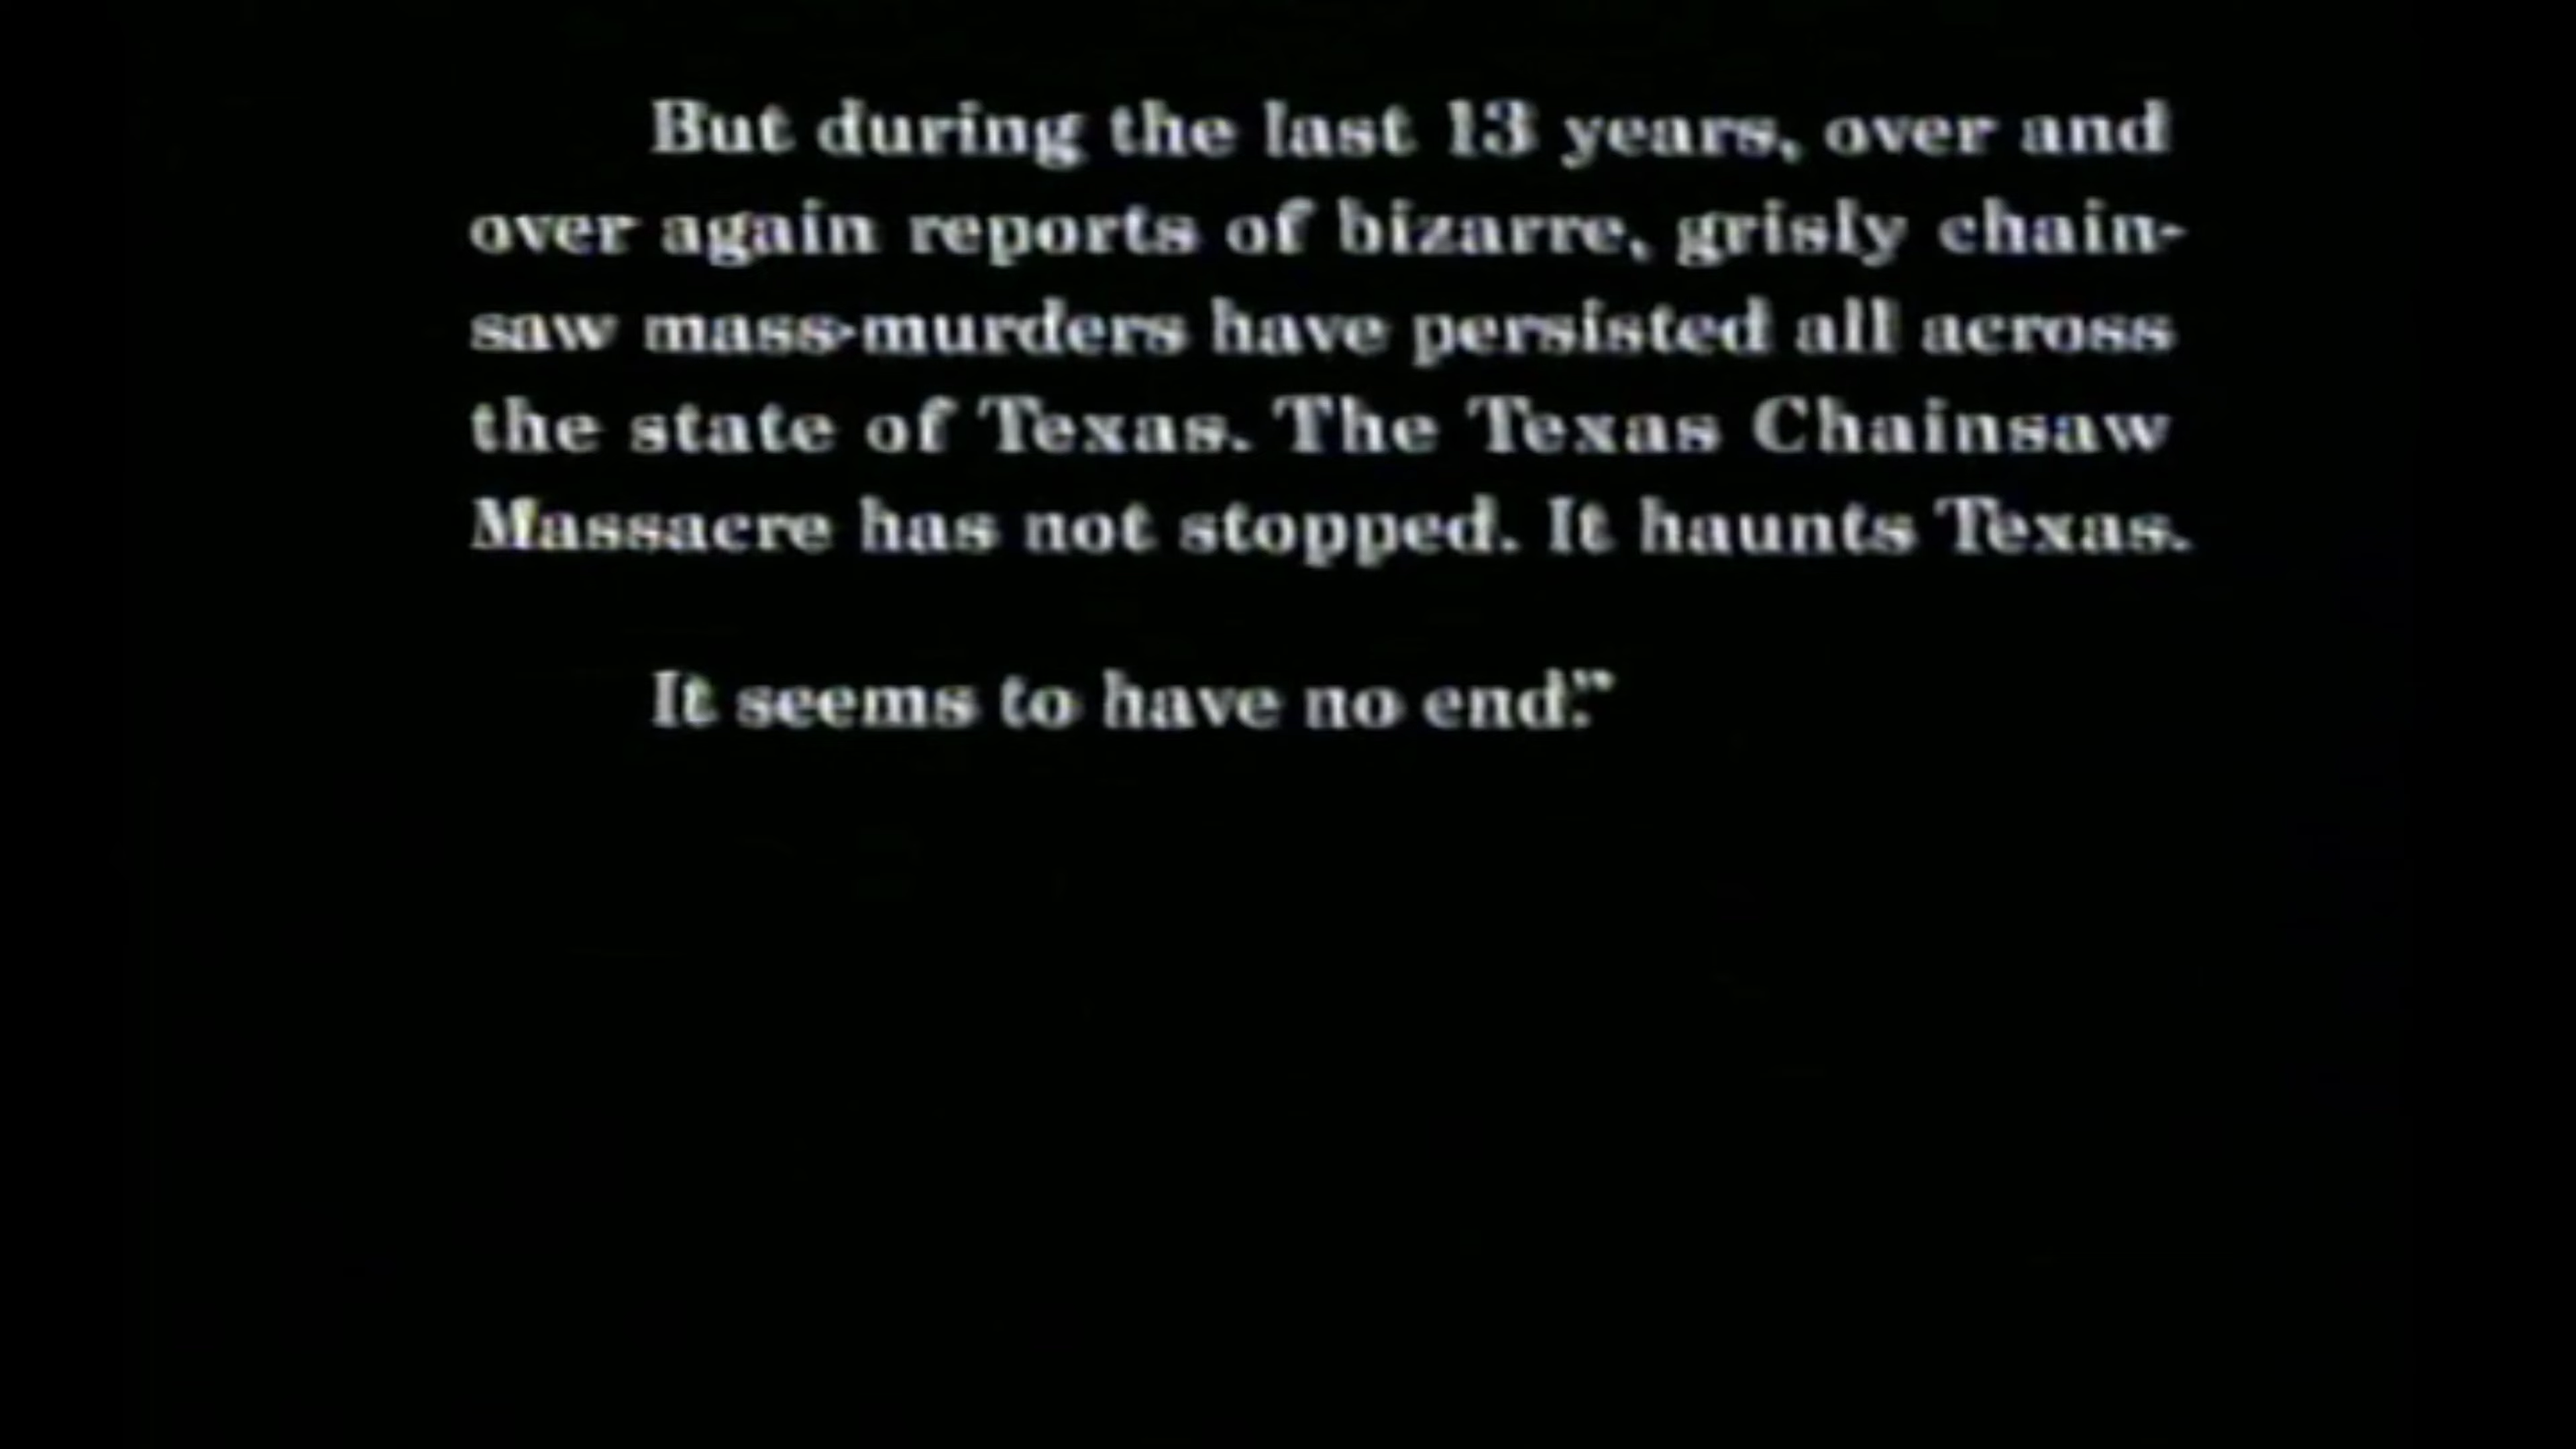 But during the last 13 years, over and
over again reports of bizarre, grisly chain-
saw mass-murders have persisted all across
the state of Texas. The Texas Chainsaw
Massacre has not stopped. It haunts Texas.
It seems to have no end.”